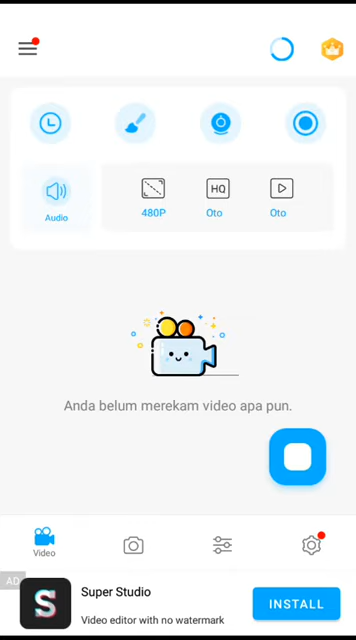 Audio
480P
HQ
Oto
Oto
Anda belum merekam video apa pun.
Video
AD
S
Super Studio
Video editor with no watermark
INSTALL